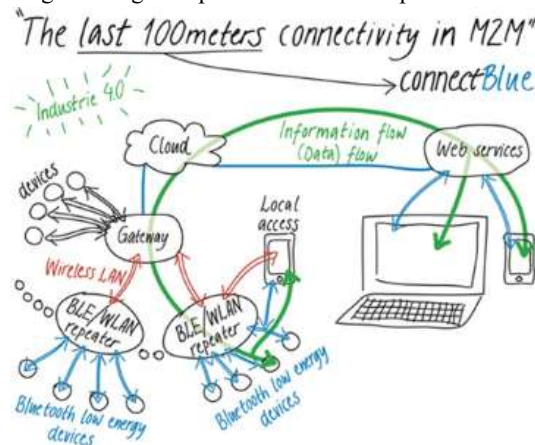 "The last 100meters connectivity in M2M"
connectBlue
Industrie 4.0
Cloud
Information flow
(Data) flow
Web services
devices
Gateway
Local
access
Wireless LAN
BLE/WLAN
repeater
BLE/WLAN
repeater
Bluetooth low energy
devices
Bluetooth low energy
devices